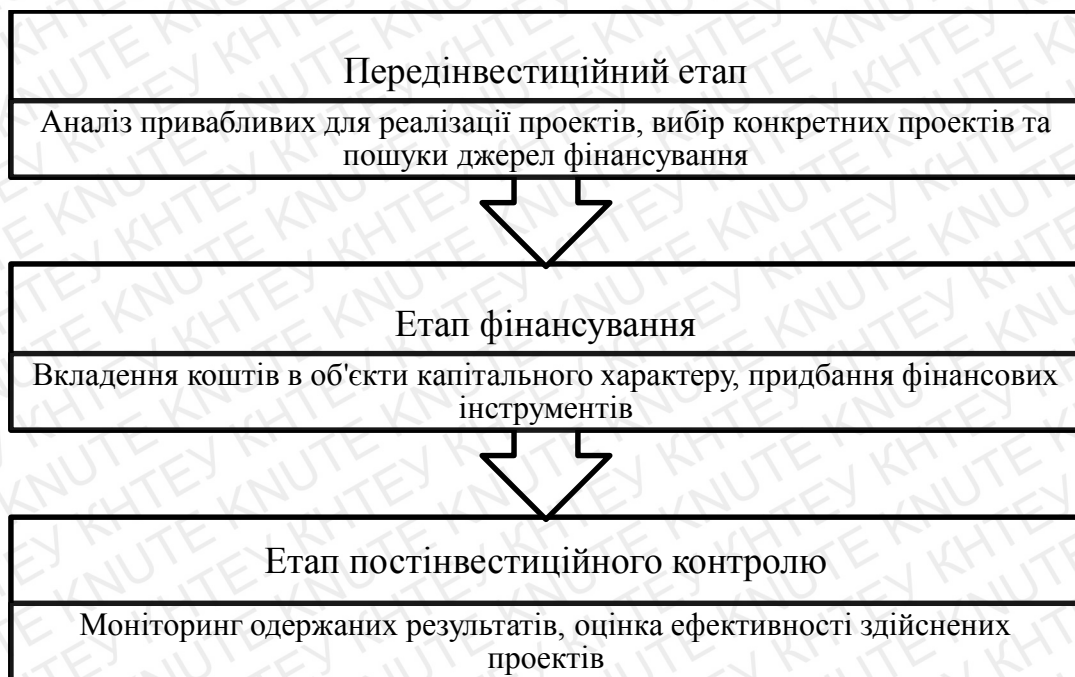 Передінвестиційний етап
Аналіз привабливих для реалізації проектів, вибір конкретних проектів та
пошуки джерел фінансування
Етап фінансування
Вкладення коштів в об'єкти капітального характеру, придбання фінансових
інструментів
Етап постінвестиційного контролю
Моніторинг одержаних результатів, оцінка ефективності здійснених
проектів